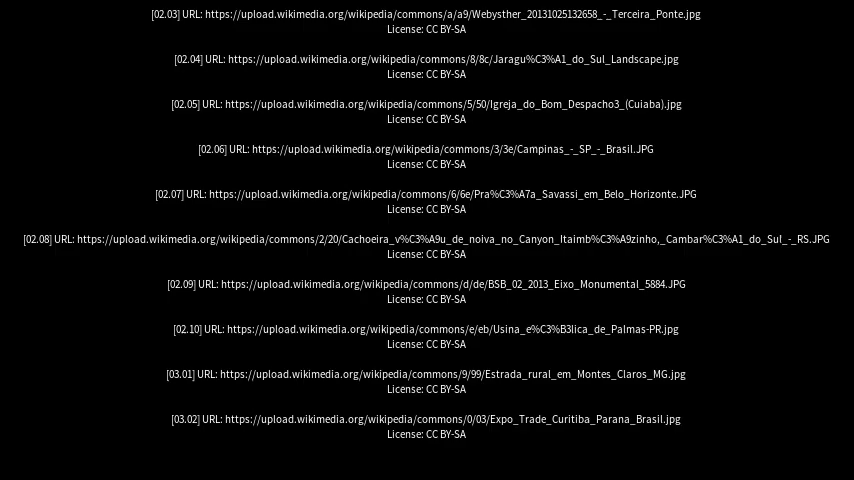 [02.03] URL: https://upload.wikimedia.org/wikipedia/commons/a/a9/Webysther_20131025132658_-_Terceira_Ponte.jpg
License: CC BY-SA
[02.04] URL: https://upload.wikimedia.org/wikipedia/commons/8/8c/Jaragu%C3%A1_do_Sul_Landscape.jpg
License: CC BY-SA
[02.05] URL: https://upload.wikimedia.org/wikipedia/commons/5/50/Igreja_do_Bom_Despacho3_(Cuiaba).jpg
License: CC BY-SA
[02.06] URL: https://upload.wikimedia.org/wikipedia/commons/3/3e/Campinas_-_SP_-_Brasil.JPG
License: CC BY-SA
[02.07] URL: https://upload.wikimedia.org/wikipedia/commons/6/6e/Pra%C3%A7a_Savassi_em_Belo_Horizonte.JPG
License: CC BY-SA
[02.08] URL: https://upload.wikimedia.org/wikipedia/commons/2/20/Cachoeira_v%C3%A9u_de_noiva_no_Canyon_Itaimb%C3%A9zinho,_Cambar%C3%A1_do_Sul_-_RS.JPG
License: CC BY-SA
[02.09] URL: https://upload.wikimedia.org/wikipedia/commons/d/de/BSB_02_2013_Eixo_Monumental_5884.JPG
License: CC BY-SA
[02.10] URL: https://upload.wikimedia.org/wikipedia/commons/e/eb/Usina_e%C3%B3lica_de_Palmas-PR.jpg
License: CC BY-SA
[03.01] URL: https://upload.wikimedia.org/wikipedia/commons/9/99/Estrada_rural_em_Montes_Claros_MG.jpg
License: CC BY-SA
[03.02] URL: https://upload.wikimedia.org/wikipedia/commons/0/03/Expo_Trade_Curitiba_Parana_Brasil.jpg
License: CC BY-SA